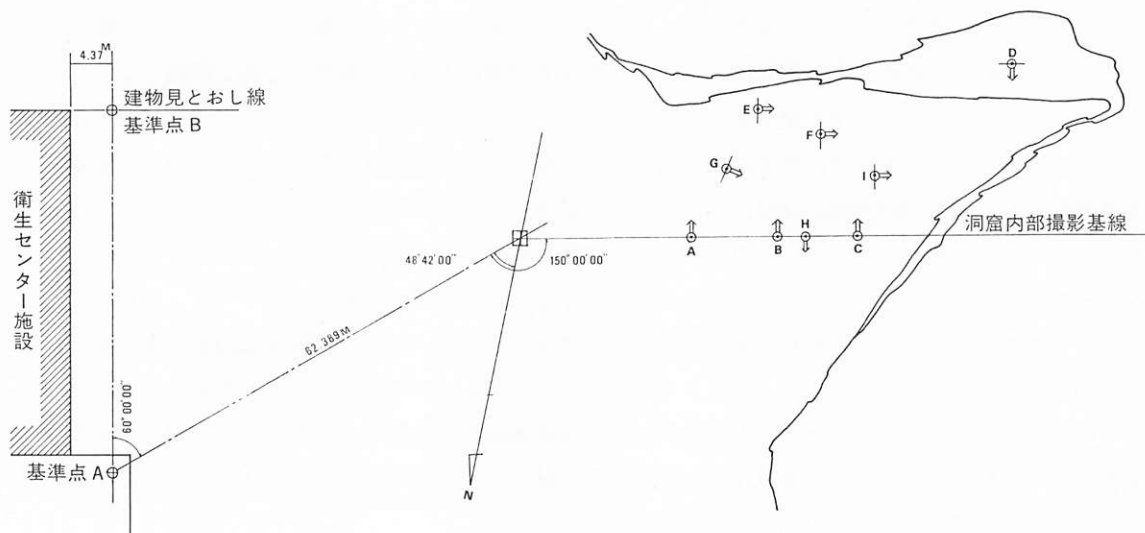 4.37M
建物見とおし線
基準点B
衛生センター施設
60°00'00"
基準点A
62.389M
48°42'00"
150°00'00"
N
A
B
H
C
洞窟内部撮影基線
D
E
F
G
I